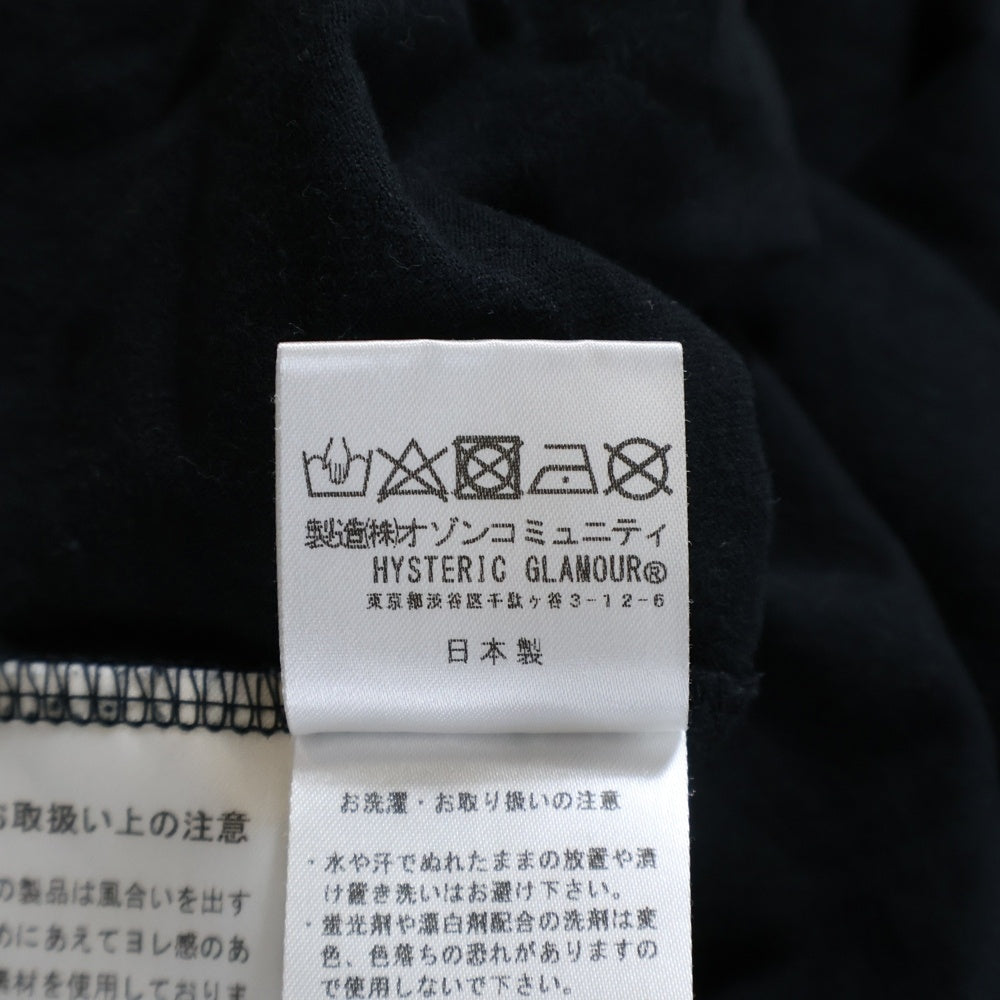 製造(株)オゾンコミュニティ
HYSTERIC GLAMOUR®
東京都渋谷区千駄ヶ谷3-12-6
日本製
お洗濯・お取り扱いの注意
・水や汗でぬれたままの放置や漬
け置き洗いはお避け下さい。
・蛍光剤や漂白剤配合の洗剤は変
色、色落ちの恐れがありますの
で使用しないで下さい。
お取扱い上の注意
の製品は風合いを出す
めにあえてヨレ感のあ
素材を使用しておりま